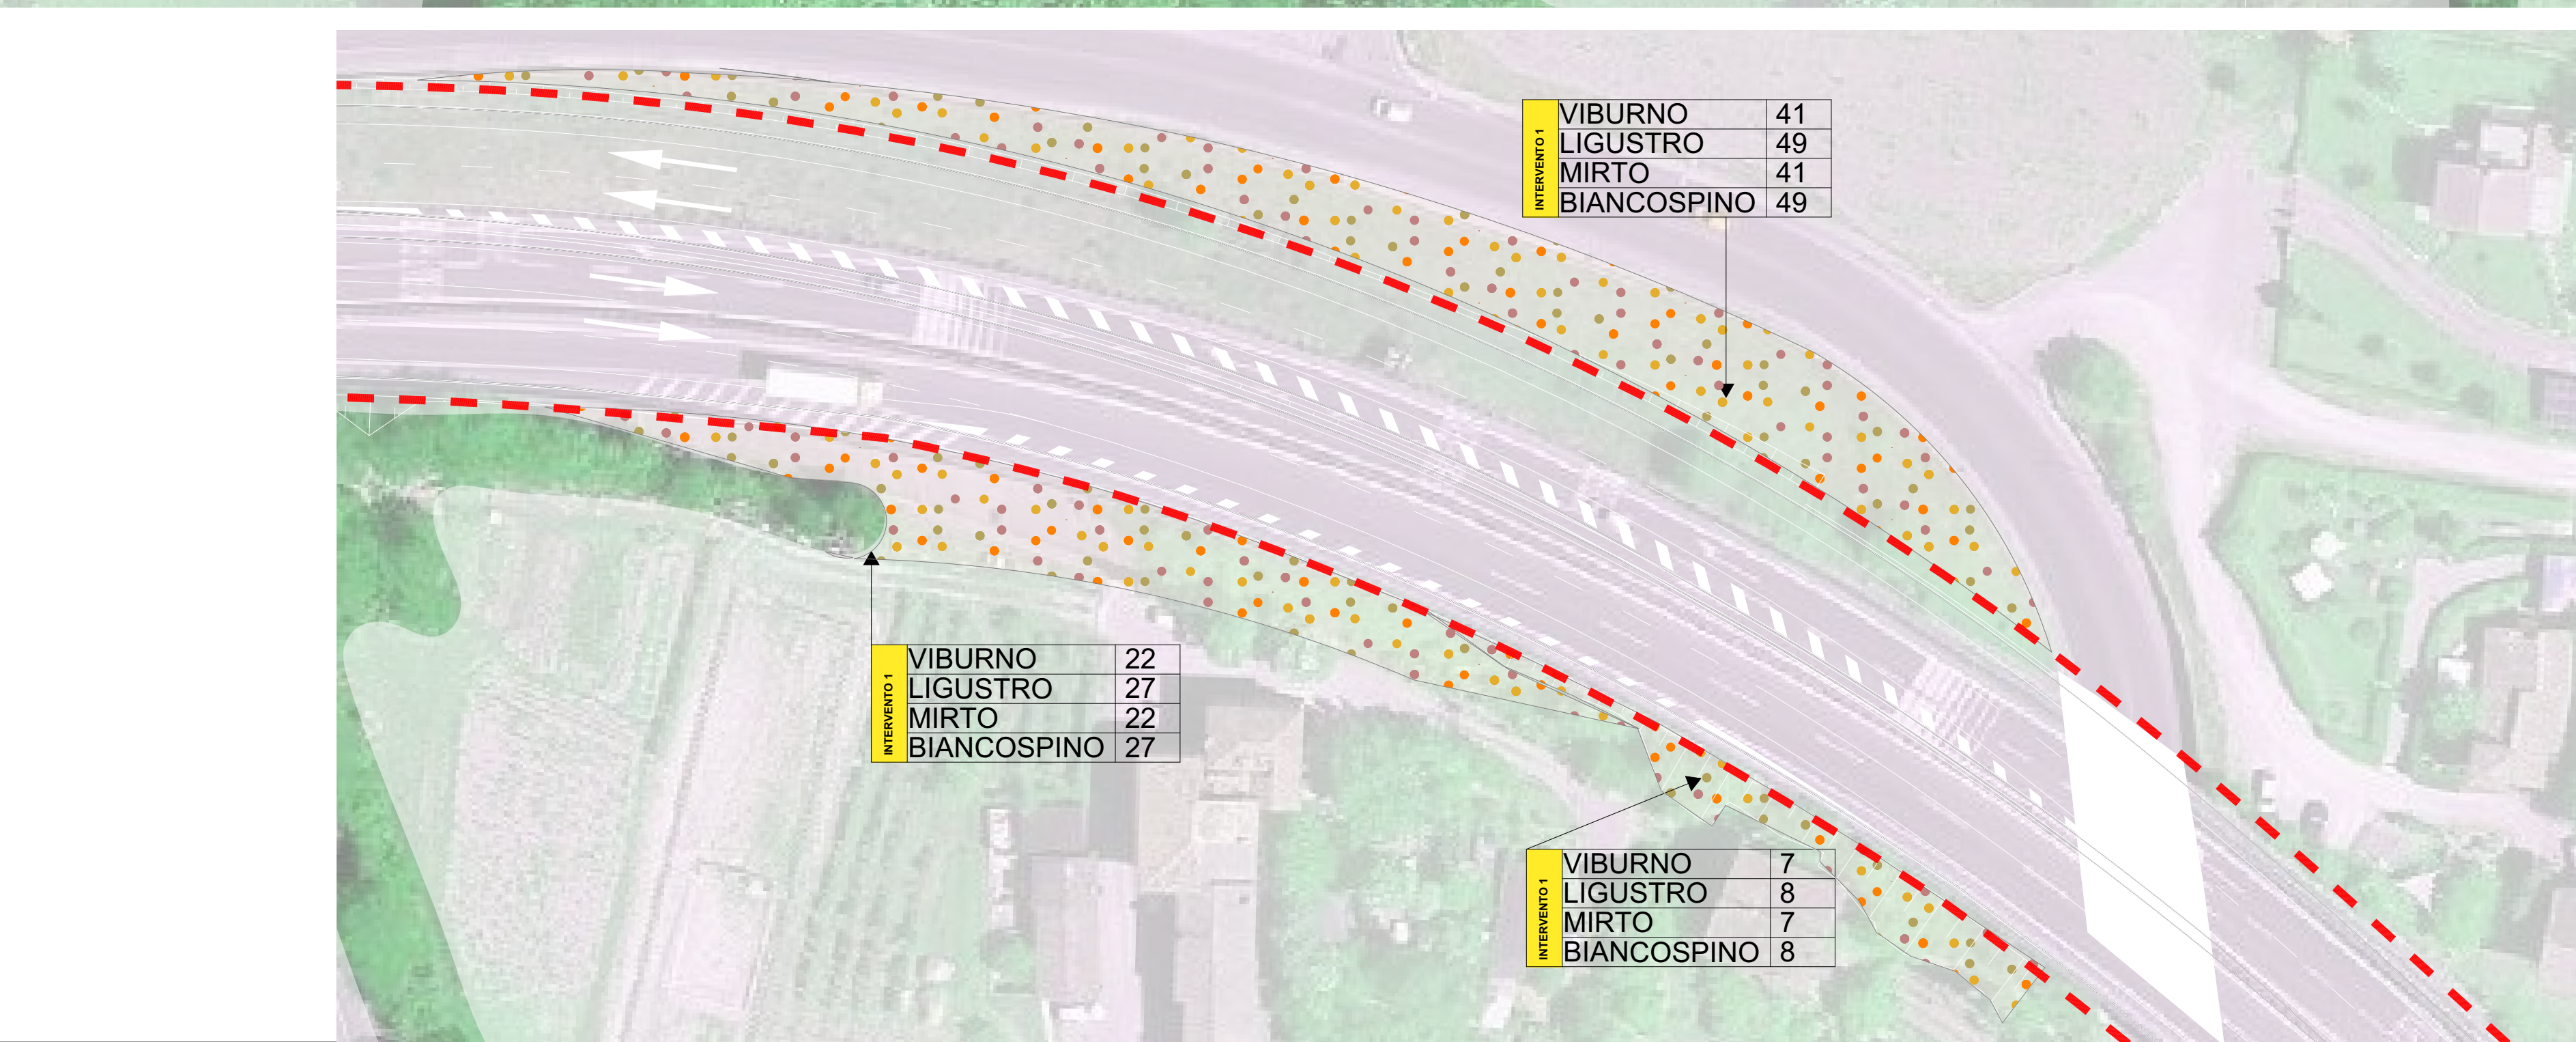 INTERVENTO 1
VIBURNO 41
LIGUSTRO 49
MIRTO 41
BIANCOSPINO 49
INTERVENTO 1
VIBURNO 22
LIGUSTRO 27
MIRTO 22
BIANCOSPINO 27
INTERVENTO 1
VIBURNO 7
LIGUSTRO 8
MIRTO 7
BIANCOSPINO 8